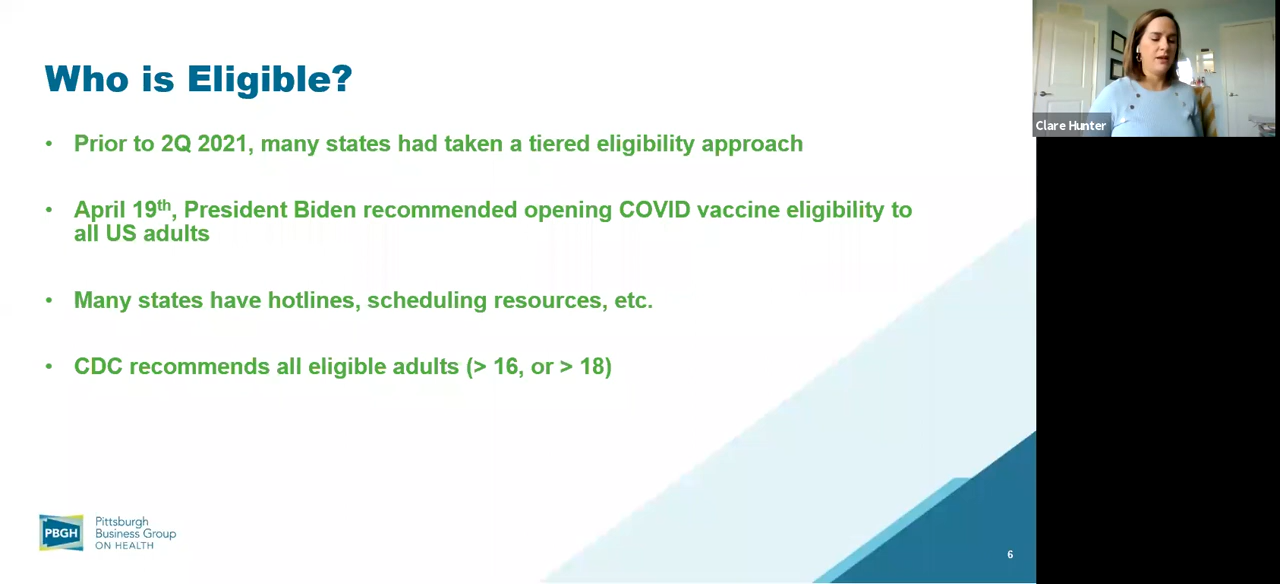 Who is Eligible?
• Prior to 2Q 2021, many states had taken a tiered eligibility approach
• April 19th, President Biden recommended opening COVID vaccine eligibility to
all US adults
• Many states have hotlines, scheduling resources, etc.
• CDC recommends all eligible adults (> 16, or > 18)
PBGH
Pittsburgh
Business Group
ON HEALTH
6
Clare Hunter